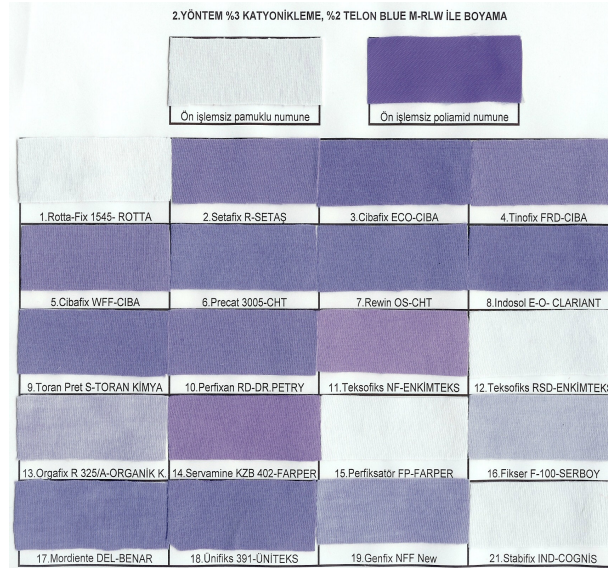 2.YÖNTEM %3 KATYONİKLEME, %2 TELON BLUE M-RLW İLE BOYAMA
Ön işlemsiz pamuklu numune
Ön işlemsiz poliamid numune
1.Rotta-Fix 1545- ROTTA
2.Setafix R-SETAŞ
3.Cibafix ECO-CIBA
4.Tinofix FRD-CIBA
5.Cibafix WFF-CIBA
6.Precat 3005-CHT
7.Rewin OS-CHT
8.Indosol E-O- CLARIANT
9.Toran Pret S-TORAN KİMYA
10.Perfixan RD-DR.PETRY
11.Teksofiks NF-ENKİMTEKS
12.Teksofiks RSD-ENKİMTEKS
13.Orgafix R 325/A-ORGANİK K.
14.Servamine KZB 402-FARPER
15.Perfiksatör FP-FARPER
16.Fikser F-100-SERBOY
17.Mordiente DEL-BENAR
18.Ünifiks 391-ÜNİTEKS
19.Genfix NFF New
21.Stabifix IND-COGNİS